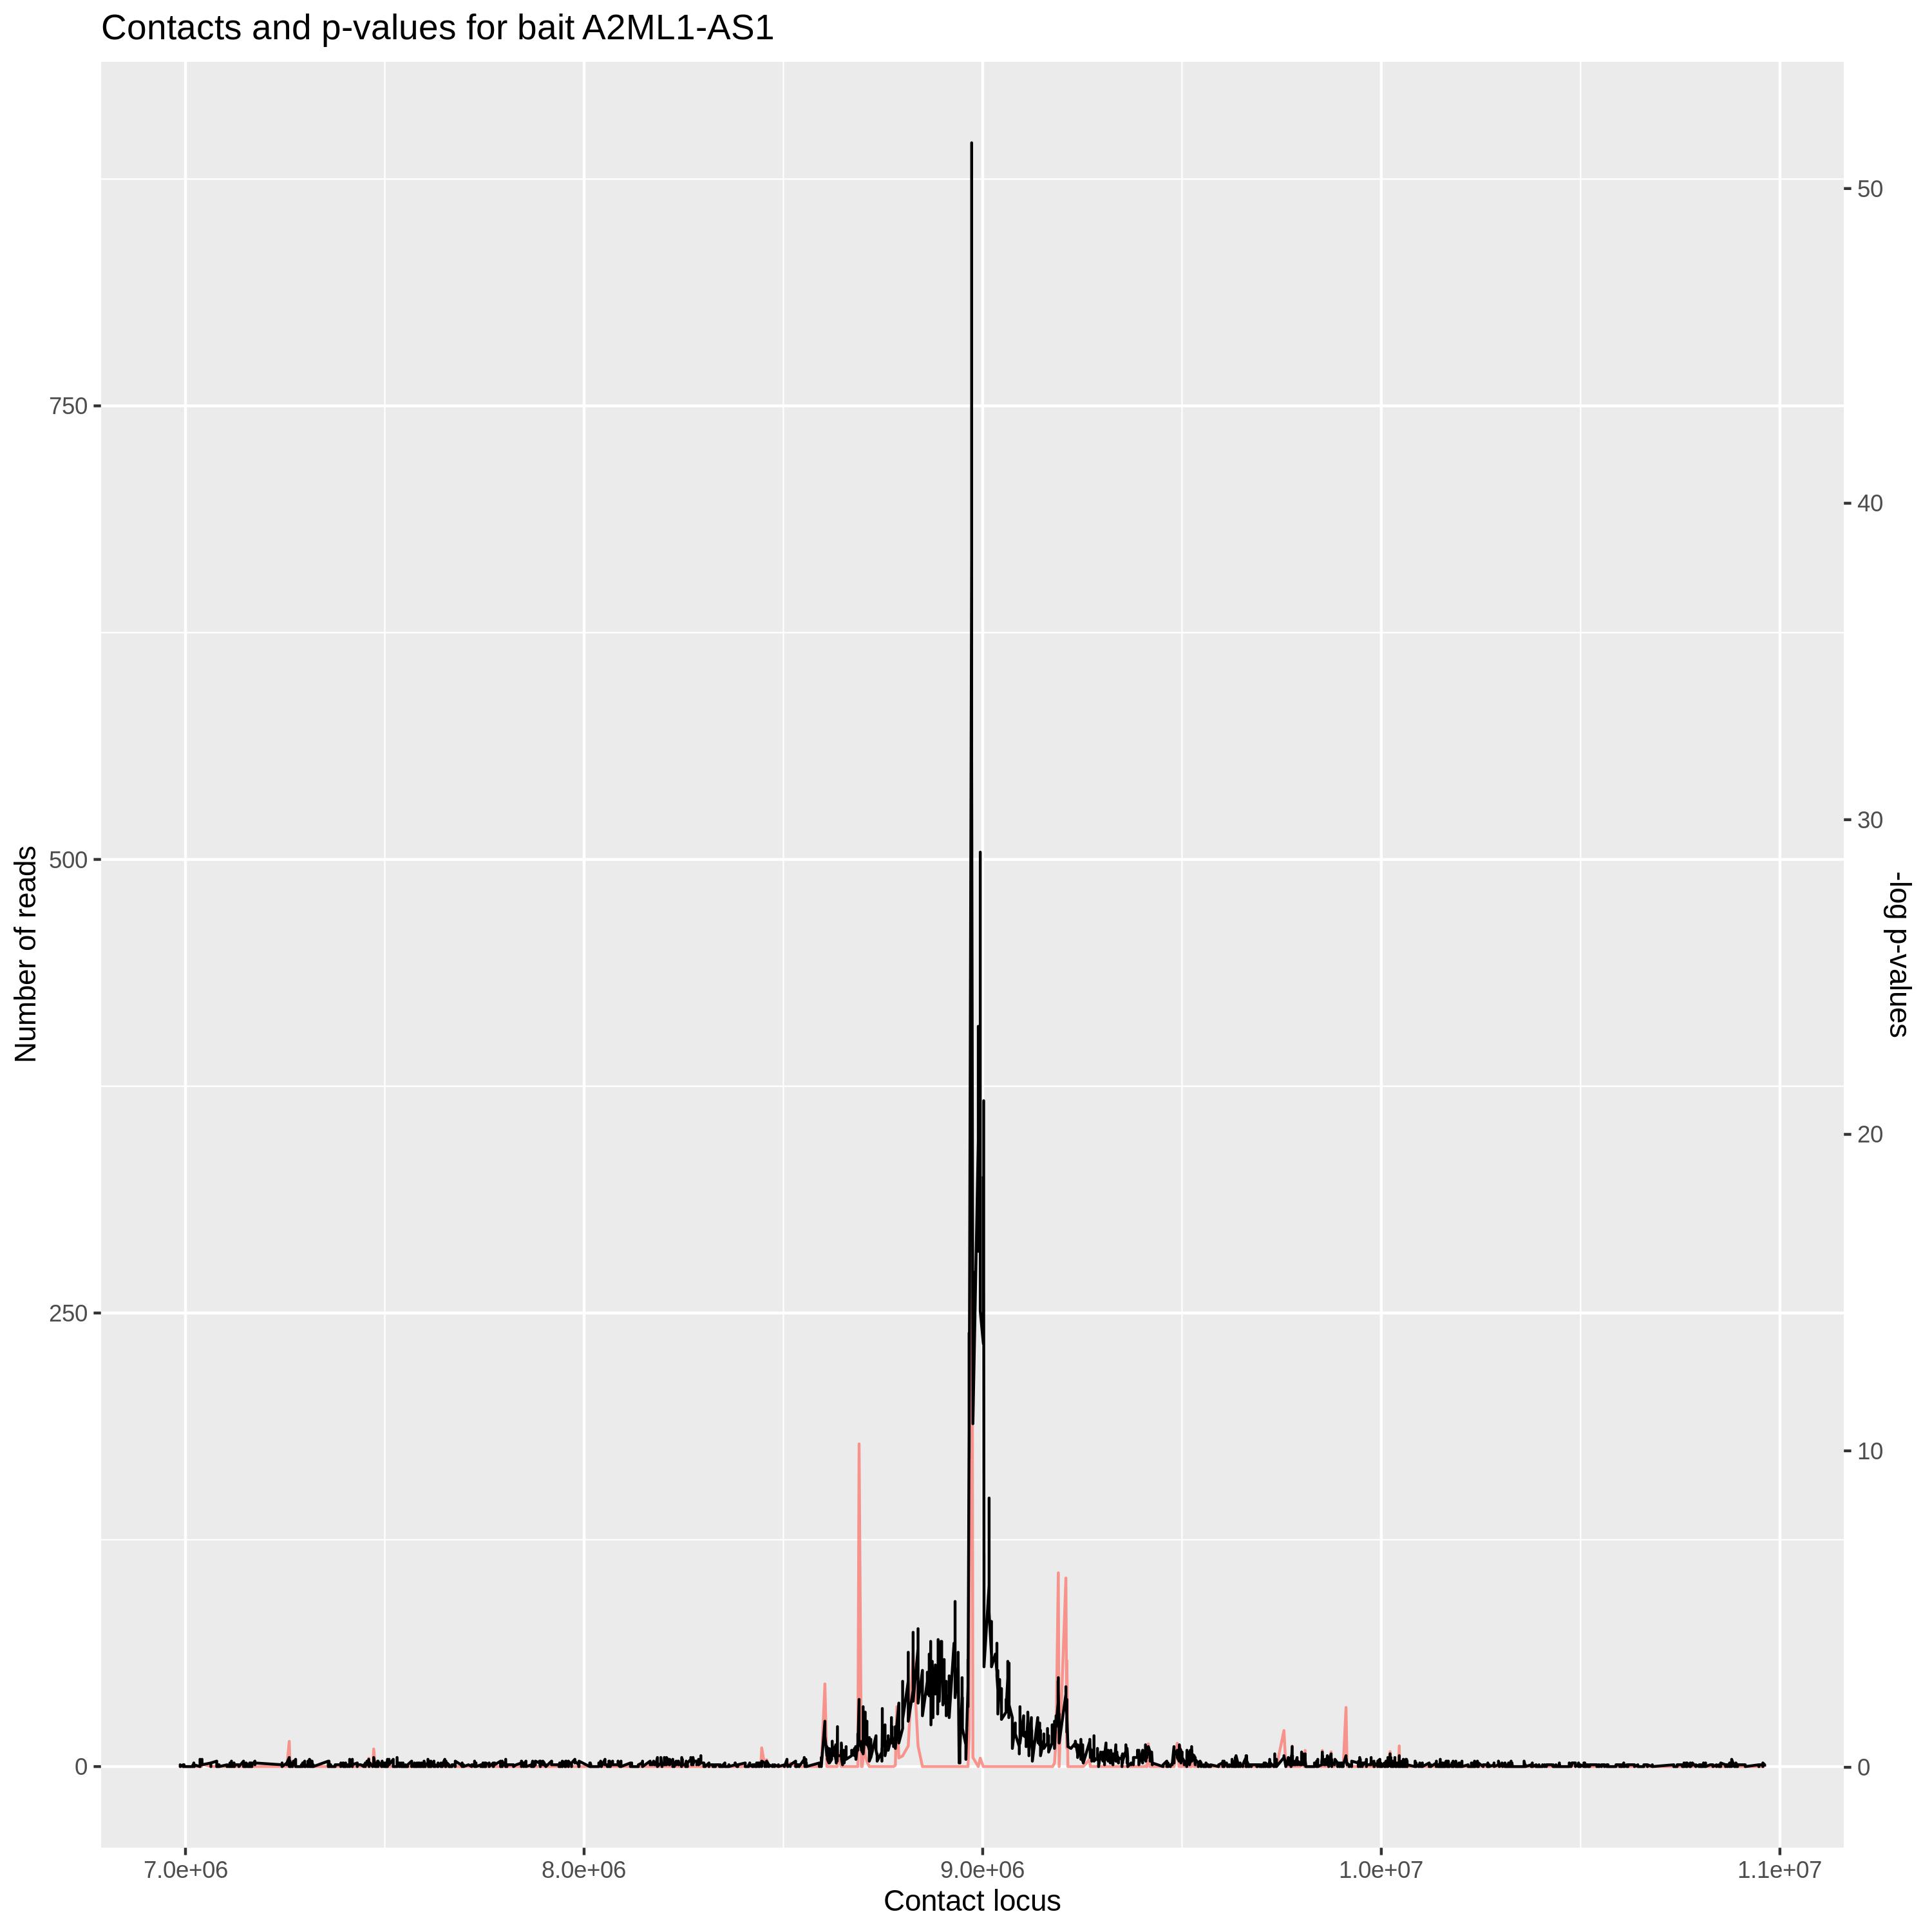 Contacts and p-values for bait A2ML1-AS1
Number of reads
750
500
250
0
50
40
30
20
10
0
-log p-values
7.0e+06
8.0e+06
9.0e+06
1.0e+07
1.1e+07
Contact locus